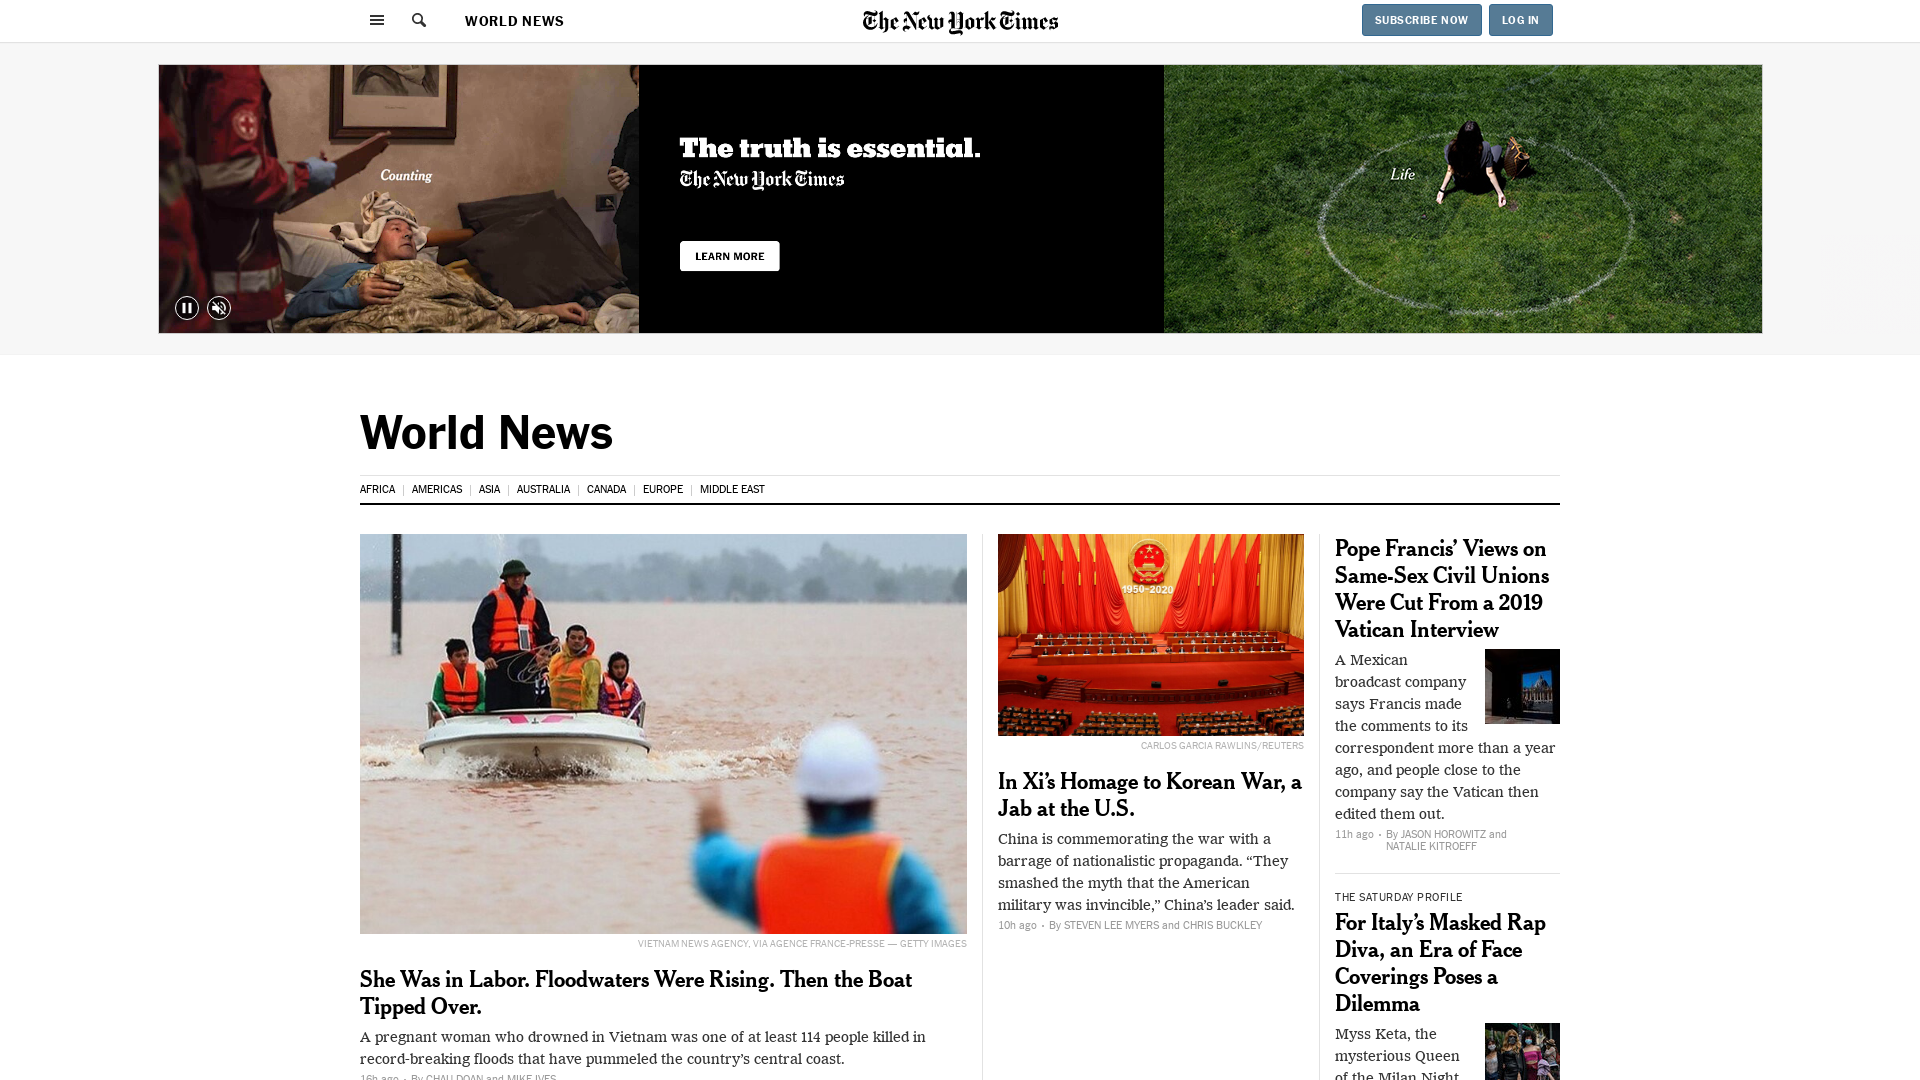 WORLD NEWS
The New York Times
SUBSCRIBE NOW
LOG IN
Counting
The truth is essential.
The New York Times
LEARN MORE
Life
World News
AFRICA
AMERICAS
ASIA
AUSTRALIA
CANADA
EUROPE
MIDDLE EAST
VIETNAM NEWS AGENCY, VIA AGENCE FRANCE-PRESSE — GETTY IMAGES
She Was in Labor. Floodwaters Were Rising. Then the Boat
Tipped Over.
A pregnant woman who drowned in Vietnam was one of at least 114 people killed in
record-breaking floods that have pummeled the country’s central coast.
16h ago · By CHAU DOAN and MIKE IVES
1950-2020
CARLOS GARCIA RAWLINS/REUTERS
In Xi’s Homage to Korean War, a
Jab at the U.S.
China is commemorating the war with a
barrage of nationalistic propaganda. “They
smashed the myth that the American
military was invincible,” China’s leader said.
10h ago · By STEVEN LEE MYERS and CHRIS BUCKLEY
Pope Francis’ Views on
Same-Sex Civil Unions
Were Cut From a 2019
Vatican Interview
A Mexican
broadcast company
says Francis made
the comments to its
correspondent more than a year
ago, and people close to the
company say the Vatican then
edited them out.
11h ago · By JASON HOROWITZ and
NATALIE KITROEFF
THE SATURDAY PROFILE
For Italy’s Masked Rap
Diva, an Era of Face
Coverings Poses a
Dilemma
Myss Keta, the
mysterious Queen
of the Milan Night